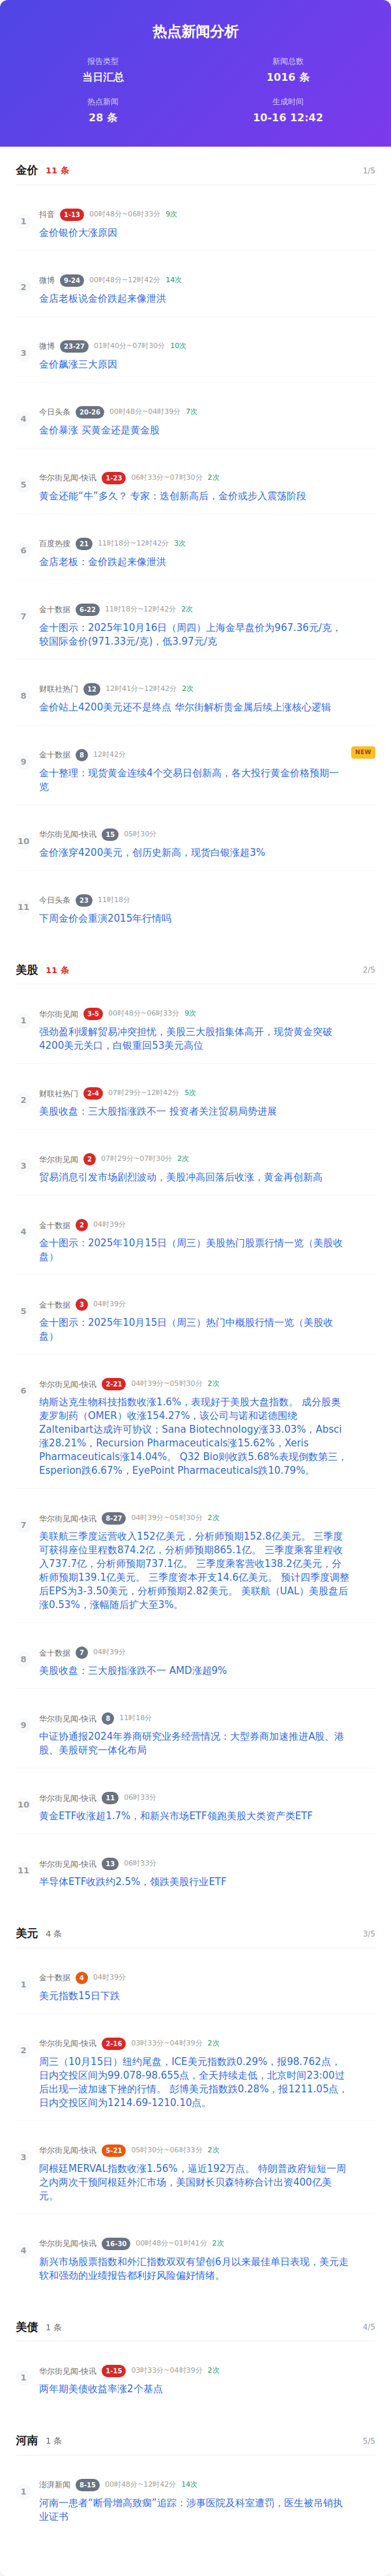 热点新闻分析
报告类型
当日汇总
新闻总数
1016 条
热点新闻
28 条
生成时间
10-16 12:42
金价 11 条 1/5
1
抖音 1-13 00时48分~06时33分 9次
金价银价大涨原因
2
微博 9-24 00时48分~12时42分 14次
金店老板说金价跌起来像泄洪
3
微博 23-27 01时40分~07时30分 10次
金价飙涨三大原因
4
今日头条 20-26 00时48分~04时39分 7次
金价暴涨 买黄金还是黄金股
5
华尔街见闻-快讯 1-23 06时33分~07时30分 2次
黄金还能“牛”多久？ 专家：迭创新高后，金价或步入震荡阶段
6
百度热搜 21 11时18分~12时42分 3次
金店老板：金价跌起来像泄洪
7
金十数据 6-22 11时18分~12时42分 2次
金十图示：2025年10月16日（周四）上海金早盘价为967.36元/克，
较国际金价(971.33元/克)，低3.97元/克
8
财联社热门 12 12时41分~12时42分 2次
金价站上4200美元还不是终点 华尔街解析贵金属后续上涨核心逻辑
9
金十数据 8 12时42分 NEW
金十整理：现货黄金连续4个交易日创新高，各大投行黄金价格预期一
览
10
华尔街见闻-快讯 15 05时30分
金价涨穿4200美元，创历史新高，现货白银涨超3%
11
今日头条 23 11时18分
下周金价会重演2015年行情吗
美股 11 条 2/5
1
华尔街见闻 3-5 00时48分~06时33分 9次
强劲盈利缓解贸易冲突担忧，美股三大股指集体高开，现货黄金突破
4200美元关口，白银重回53美元高位
2
财联社热门 2-4 07时29分~12时42分 5次
美股收盘：三大股指涨跌不一 投资者关注贸易局势进展
3
华尔街见闻 2 07时29分~07时30分 2次
贸易消息引发市场剧烈波动，美股冲高回落后收涨，黄金再创新高
4
金十数据 2 04时39分
金十图示：2025年10月15日（周三）美股热门股票行情一览（美股收
盘）
5
金十数据 3 04时39分
金十图示：2025年10月15日（周三）热门中概股行情一览（美股收
盘）
6
华尔街见闻-快讯 2-21 04时39分~05时30分 2次
纳斯达克生物科技指数收涨1.6%，表现好于美股大盘指数。 成分股奥
麦罗制药（OMER）收涨154.27%，该公司与诺和诺德围绕
Zaltenibart达成许可协议；Sana Biotechnology涨33.03%，Absci
涨28.21%，Recursion Pharmaceuticals涨15.62%，Xeris
Pharmaceuticals涨14.04%。 Q32 Bio则收跌5.68%表现倒数第三，
Esperion跌6.67%，EyePoint Pharmaceuticals跌10.79%。
7
华尔街见闻-快讯 8-27 04时39分~05时30分 2次
美联航三季度运营收入152亿美元，分析师预期152.8亿美元。 三季度
可获得座位里程数874.2亿，分析师预期865.1亿。 三季度乘客里程收
入737.7亿，分析师预期737.1亿。 三季度乘客营收138.2亿美元，分
析师预期139.1亿美元。 三季度资本开支14.6亿美元。 预计四季度调整
后EPS为3-3.50美元，分析师预期2.82美元。 美联航（UAL）美股盘后
涨0.53%，涨幅随后扩大至3%。
8
金十数据 7 04时39分
美股收盘：三大股指涨跌不一 AMD涨超9%
9
华尔街见闻-快讯 8 11时18分
中证协通报2024年券商研究业务经营情况：大型券商加速推进A股、港
股、美股研究一体化布局
10
华尔街见闻-快讯 11 06时33分
黄金ETF收涨超1.7%，和新兴市场ETF领跑美股大类资产类ETF
11
华尔街见闻-快讯 13 06时33分
半导体ETF收跌约2.5%，领跌美股行业ETF
美元 4 条 3/5
1
金十数据 4 04时39分
美元指数15日下跌
2
华尔街见闻-快讯 2-16 03时33分~04时39分 2次
周三（10月15日）纽约尾盘，ICE美元指数跌0.29%，报98.762点，
日内交投区间为99.078-98.655点，全天持续走低，北京时间23:00过
后出现一波加速下挫的行情。 彭博美元指数跌0.28%，报1211.05点，
日内交投区间为1214.69-1210.10点。
3
华尔街见闻-快讯 5-21 05时30分~06时33分 2次
阿根廷MERVAL指数收涨1.56%，逼近192万点。 特朗普政府短短一周
之内两次干预阿根廷外汇市场，美国财长贝森特称合计出资400亿美
元。
4
华尔街见闻-快讯 16-30 00时48分~01时41分 2次
新兴市场股票指数和外汇指数双双有望创6月以来最佳单日表现，美元走
软和强劲的业绩报告都利好风险偏好情绪。
美债 1 条 4/5
1
华尔街见闻-快讯 1-15 03时33分~04时39分 2次
两年期美债收益率涨2个基点
河南 1 条 5/5
1
澎湃新闻 8-15 00时48分~12时42分 14次
河南一患者“断骨增高致瘸”追踪：涉事医院及科室遭罚，医生被吊销执
业证书